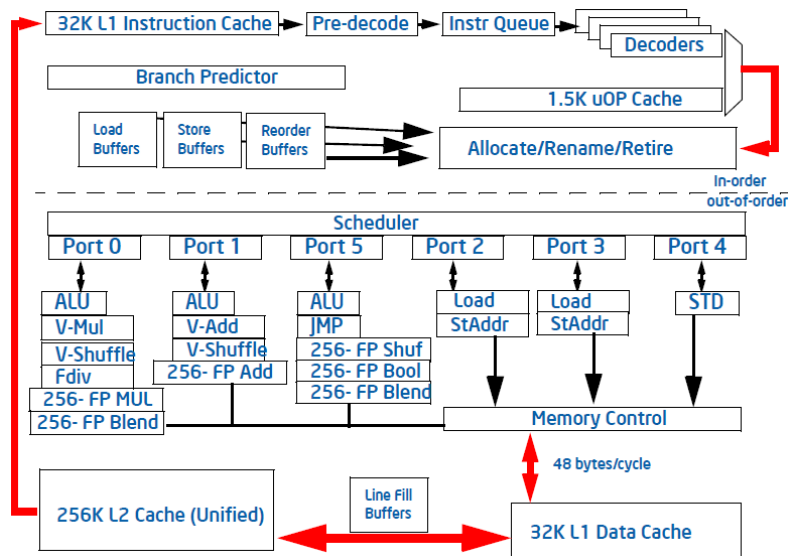 32K L1 Instruction Cache
Pre-decode
Instr Queue
Decoders
Branch Predictor
1.5K uOP Cache
Load
Buffers
Store
Buffers
Reorder
Buffers
Allocate/Rename/Retire
In-order
out-of-order
Scheduler
Port 0
Port 1
Port 5
Port 2
Port 3
Port 4
ALU
V-Mul
V-Shuffle
Fdiv
256- FP MUL
256- FP Blend
ALU
V-Add
V-Shuffle
256- FP Add
ALU
JMP
256- FP Shuf
256- FP Bool
256- FP Blend
Load
StAddr
Load
StAddr
STD
Memory Control
48 bytes/cycle
256K L2 Cache (Unified)
Line Fill
Buffers
32K L1 Data Cache